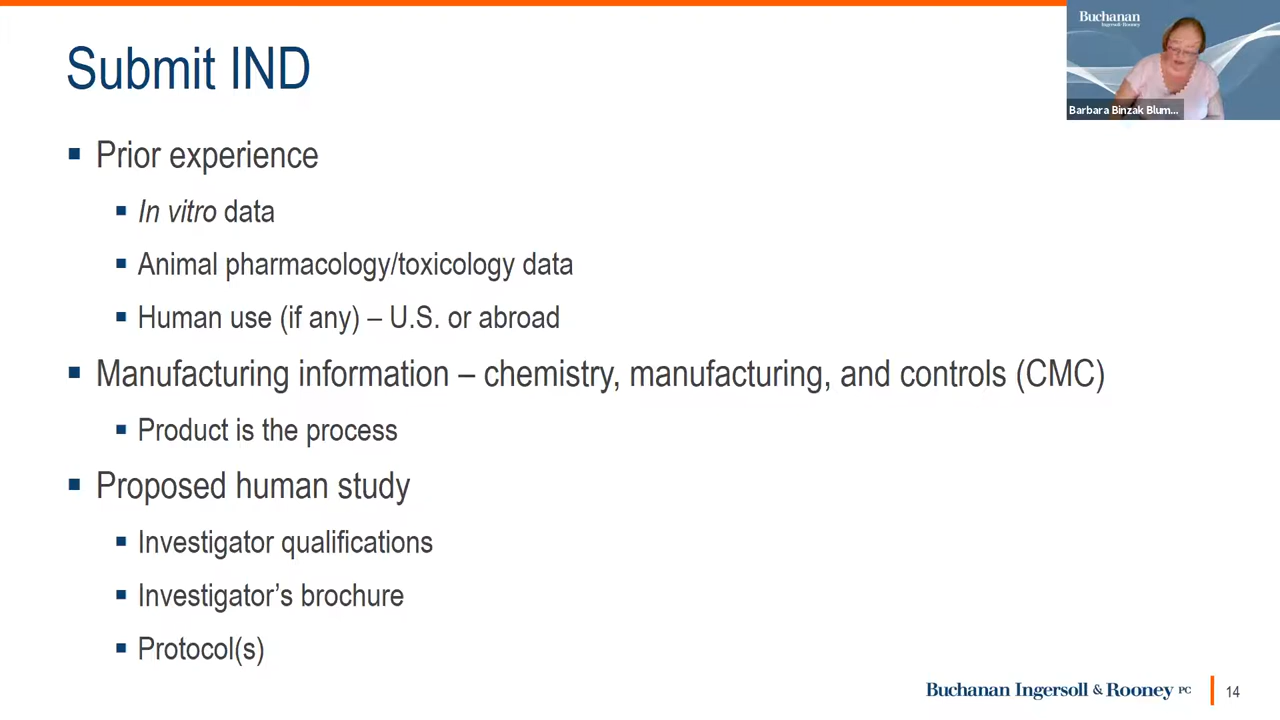 Submit IND
Prior experience
In vitro data
Animal pharmacology/toxicology data
Human use (if any) – U.S. or abroad
Manufacturing information – chemistry, manufacturing, and controls (CMC)
Product is the process
Proposed human study
Investigator qualifications
Investigator’s brochure
Protocol(s)
Buchanan
Ingersoll · Rooney
Barbara Binzak Blum...
Buchanan Ingersoll & Rooney PC
14